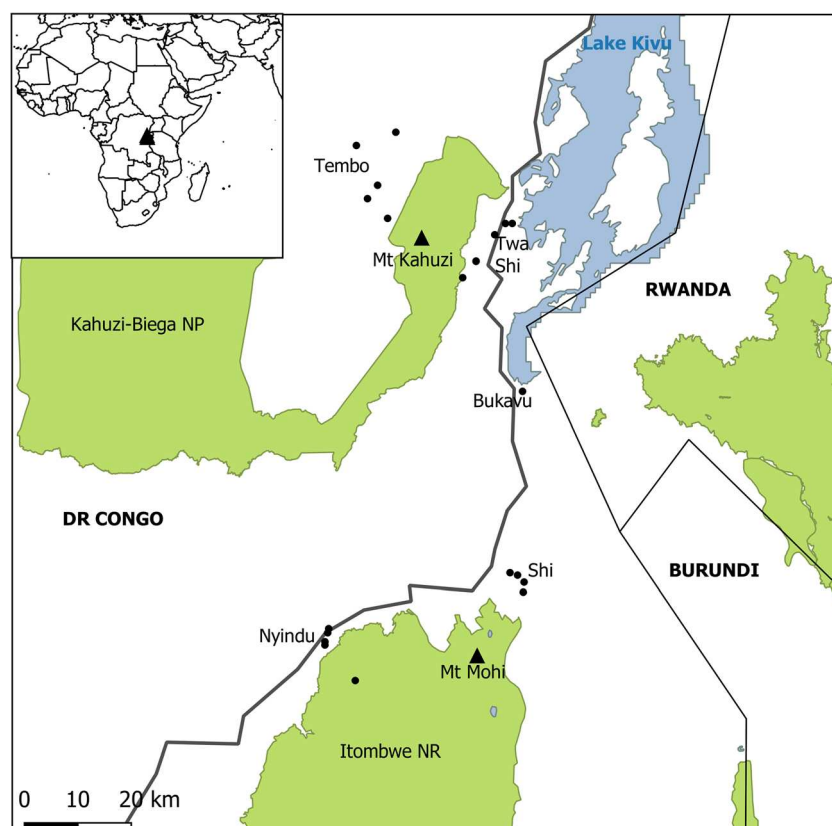 Lake Kivu
Tembo
Twa
Mt Kahuzi
Shi
RWANDA
Kahuzi-Biega NP
Bukavu
DR CONGO
Shi
BURUNDI
Nyindu
Mt Mohi
Itombwe NR
0 10 20 km